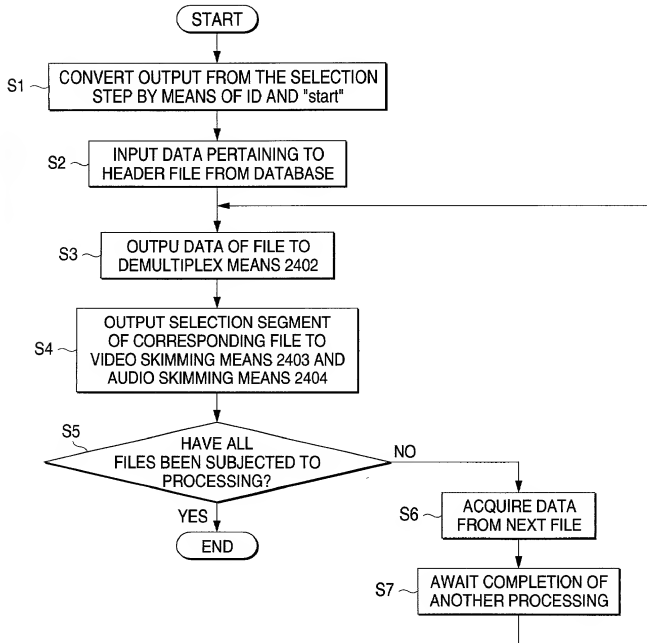 START
S1
CONVERT OUTPUT FROM THE SELECTION
STEP BY MEANS OF ID AND "start"
S2
INPUT DATA PERTAINING TO
HEADER FILE FROM DATABASE
S3
OUTPU DATA OF FILE TO
DEMULTIPLEX MEANS 2402
S4
OUTPUT SELECTION SEGMENT
OF CORRESPONDING FILE TO
VIDEO SKIMMING MEANS 2403 AND
AUDIO SKIMMING MEANS 2404
S5
HAVE ALL
FILES BEEN SUBJECTED TO
PROCESSING?
NO
YES
END
S6
ACQUIRE DATA
FROM NEXT FILE
S7
AWAIT COMPLETION OF
ANOTHER PROCESSING